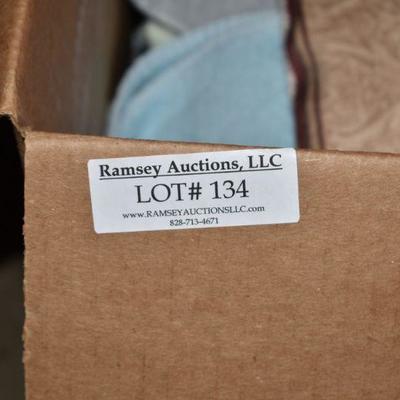 Ramsey Auctions, LLC
LOT# 134
www.RAMSEYAUCTIONSLLC.com
828-713-4671